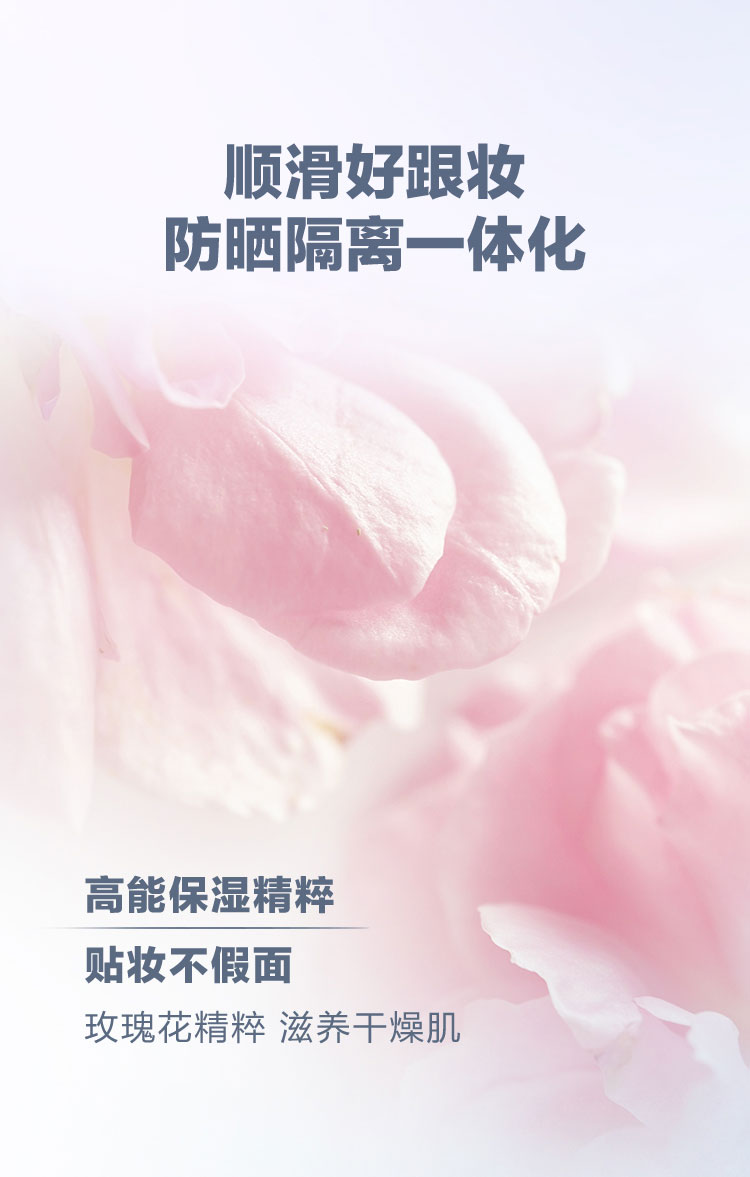 顺滑好跟妆
防晒隔离一体化
高能保湿精粹
贴妆不假面
玫瑰花精粹 滋养干燥肌